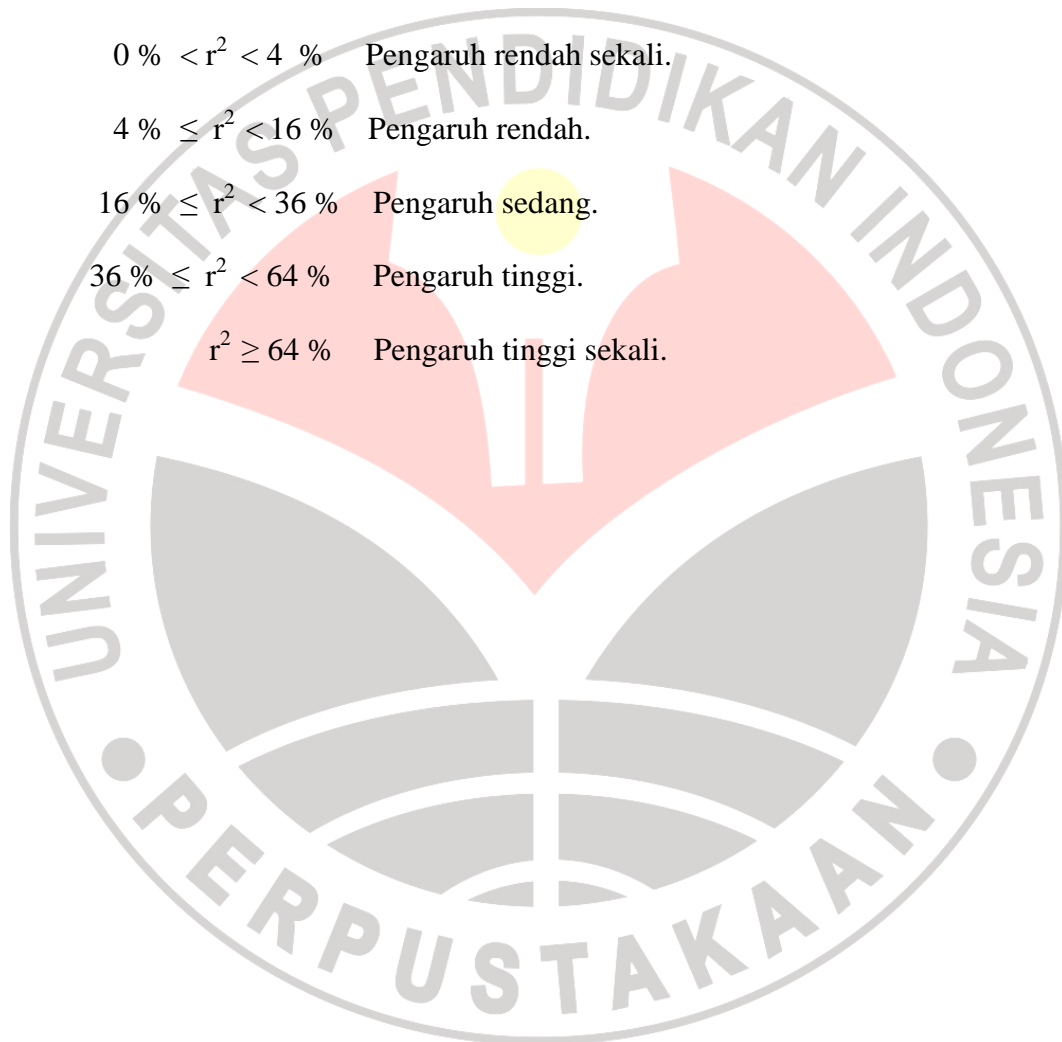 0 % < r² < 4 % Pengaruh rendah sekali.
4 % ≤ r² < 16 % Pengaruh rendah.
16 % ≤ r² < 36 % Pengaruh sedang.
36 % ≤ r² < 64 % Pengaruh tinggi.
r² ≥ 64 % Pengaruh tinggi sekali.
UNIVERSITAS PENDIDIKAN INDONESIA
PERPUSTAKAAN